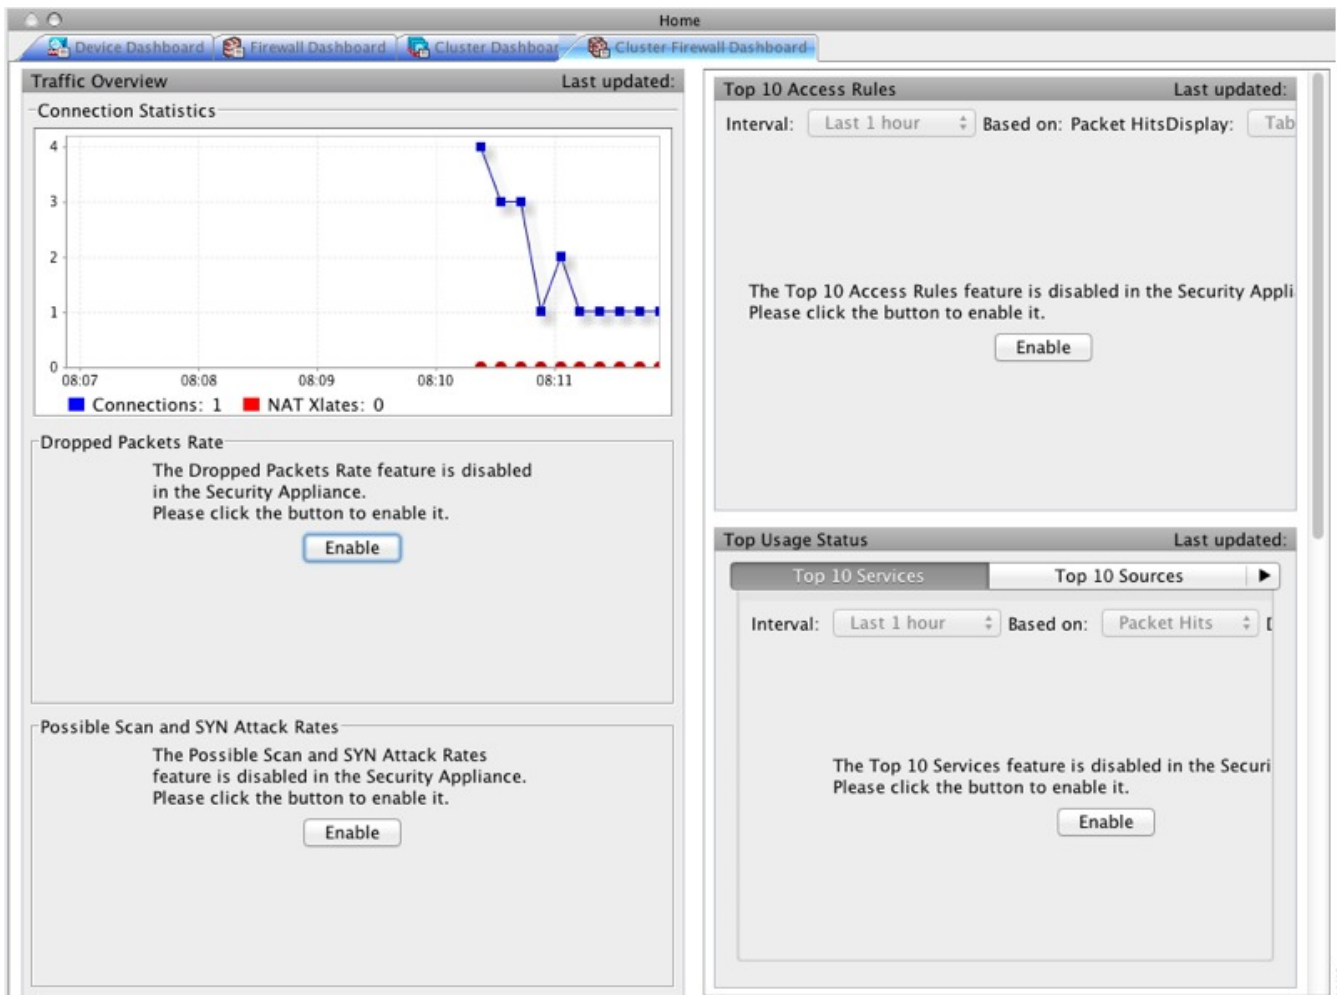 Home
Device Dashboard Firewall Dashboard Cluster Dashboar Cluster Firewall Dashboard
Traffic Overview Last updated:
Connection Statistics
4
3
2
1
0
08:07 08:08 08:09 08:10 08:11
Connections: 1 NAT Xlates: 0
Dropped Packets Rate
The Dropped Packets Rate feature is disabled
in the Security Appliance.
Please click the button to enable it.
Enable
Possible Scan and SYN Attack Rates
The Possible Scan and SYN Attack Rates
feature is disabled in the Security Appliance.
Please click the button to enable it.
Enable
Top 10 Access Rules Last updated:
Interval: Last 1 hour Based on: Packet HitsDisplay: Tab
The Top 10 Access Rules feature is disabled in the Security Appli
Please click the button to enable it.
Enable
Top Usage Status Last updated:
Top 10 Services Top 10 Sources
Interval: Last 1 hour Based on: Packet Hits
The Top 10 Services feature is disabled in the Securi
Please click the button to enable it.
Enable